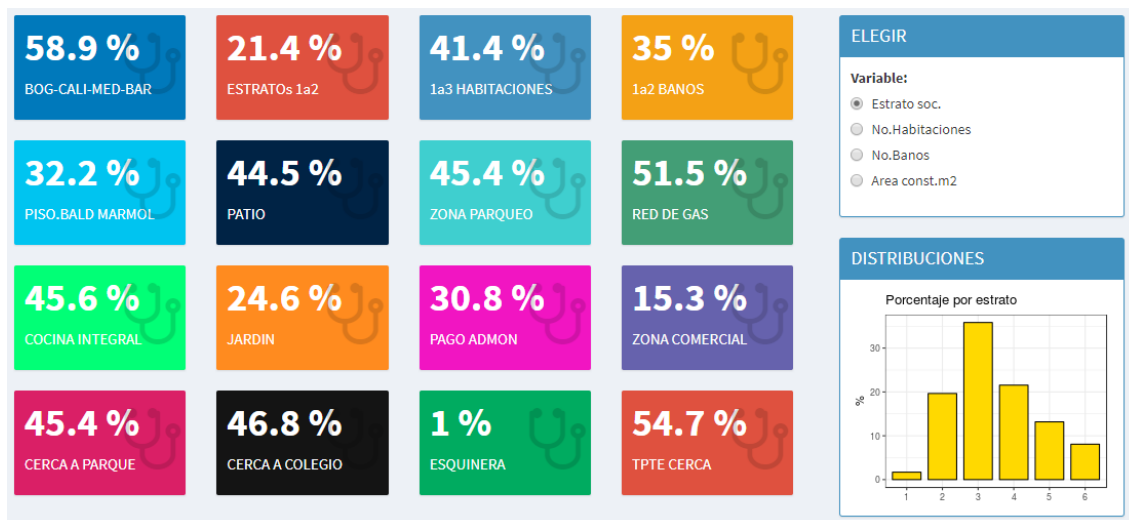 58.9 %
BOG-CALI-MED-BAR
21.4 %
ESTRATOs 1a2
41.4 %
1a3 HABITACIONES
35 %
1a2 BANOS
32.2 %
PISO.BALD MARMOL
44.5 %
PATIO
45.4 %
ZONA PARQUEO
51.5 %
RED DE GAS
45.6 %
COCINA INTEGRAL
24.6 %
JARDIN
30.8 %
PAGO ADMON
15.3 %
ZONA COMERCIAL
45.4 %
CERCA A PARQUE
46.8 %
CERCA A COLEGIO
1 %
ESQUINERA
54.7 %
TPTE CERCA
ELEGIR
Variable:
Estrato soc.
No.Habitaciones
No.Banos
Area const.m2
DISTRIBUCIONES
Porcentaje por estrato
%
30
20
10
0
1 2 3 4 5 6